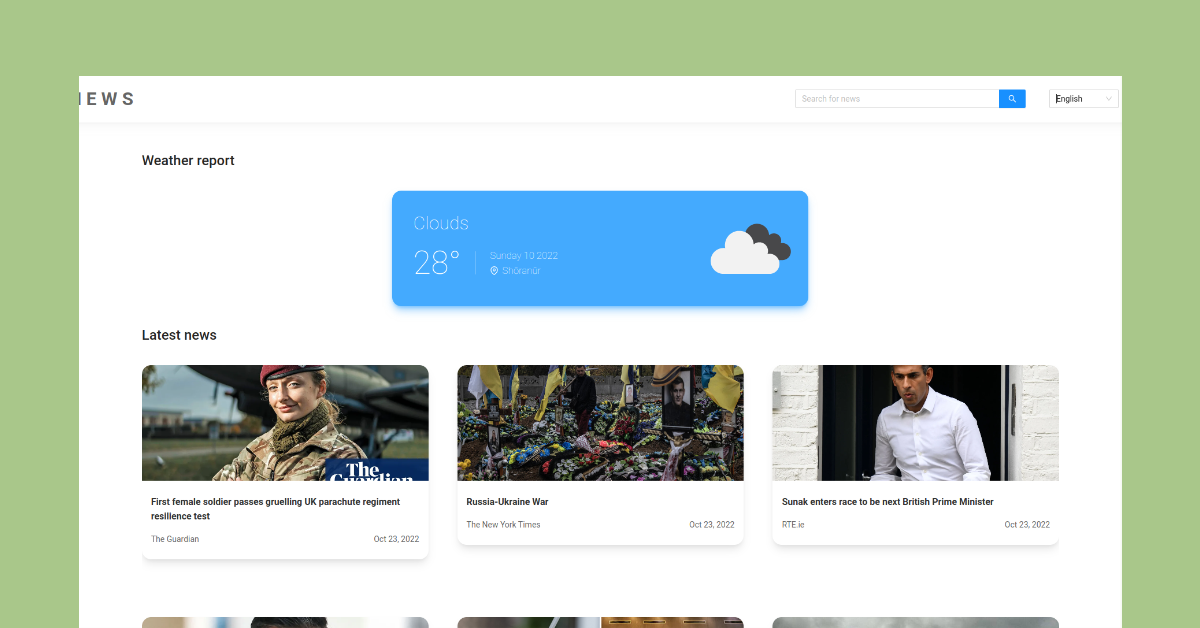 NEWS
Search for news
English
Weather report
Clouds
28°
Sunday 10 2022
Shōranūr
Latest news
The
Guardian
First female soldier passes gruelling UK parachute regiment
resilience test
The Guardian
Oct 23, 2022
Russia-Ukraine War
The New York Times
Oct 23, 2022
Sunak enters race to be next British Prime Minister
RTE.ie
Oct 23, 2022